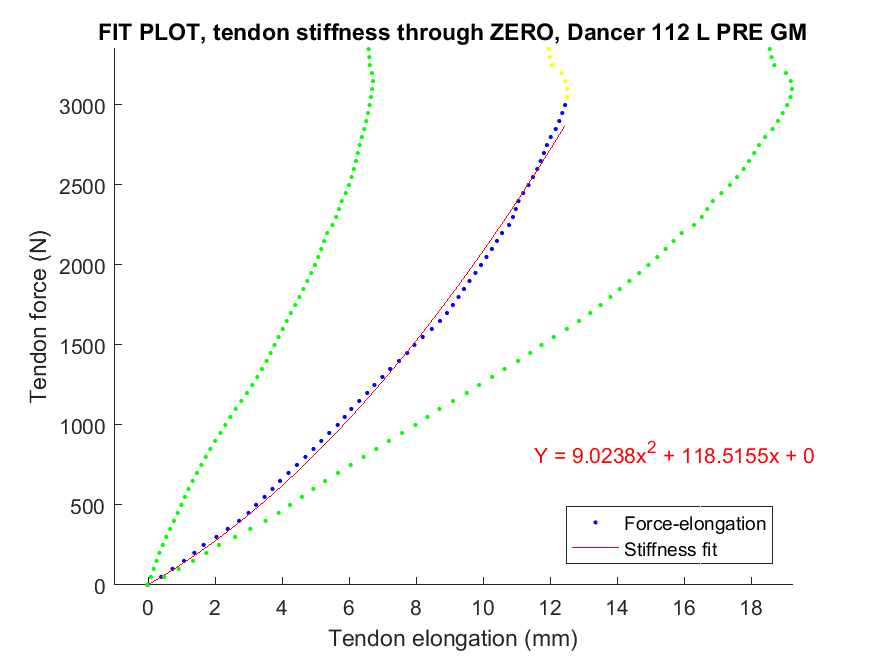 FIT PLOT, tendon stiffness through ZERO, Dancer 112 L PRE GM
Tendon force (N)
3000
2500
2000
1500
1000
500
0
Y = 9.0238x² + 118.5155x + 0
Force-elongation
Stiffness fit
0 2 4 6 8 10 12 14 16 18
Tendon elongation (mm)